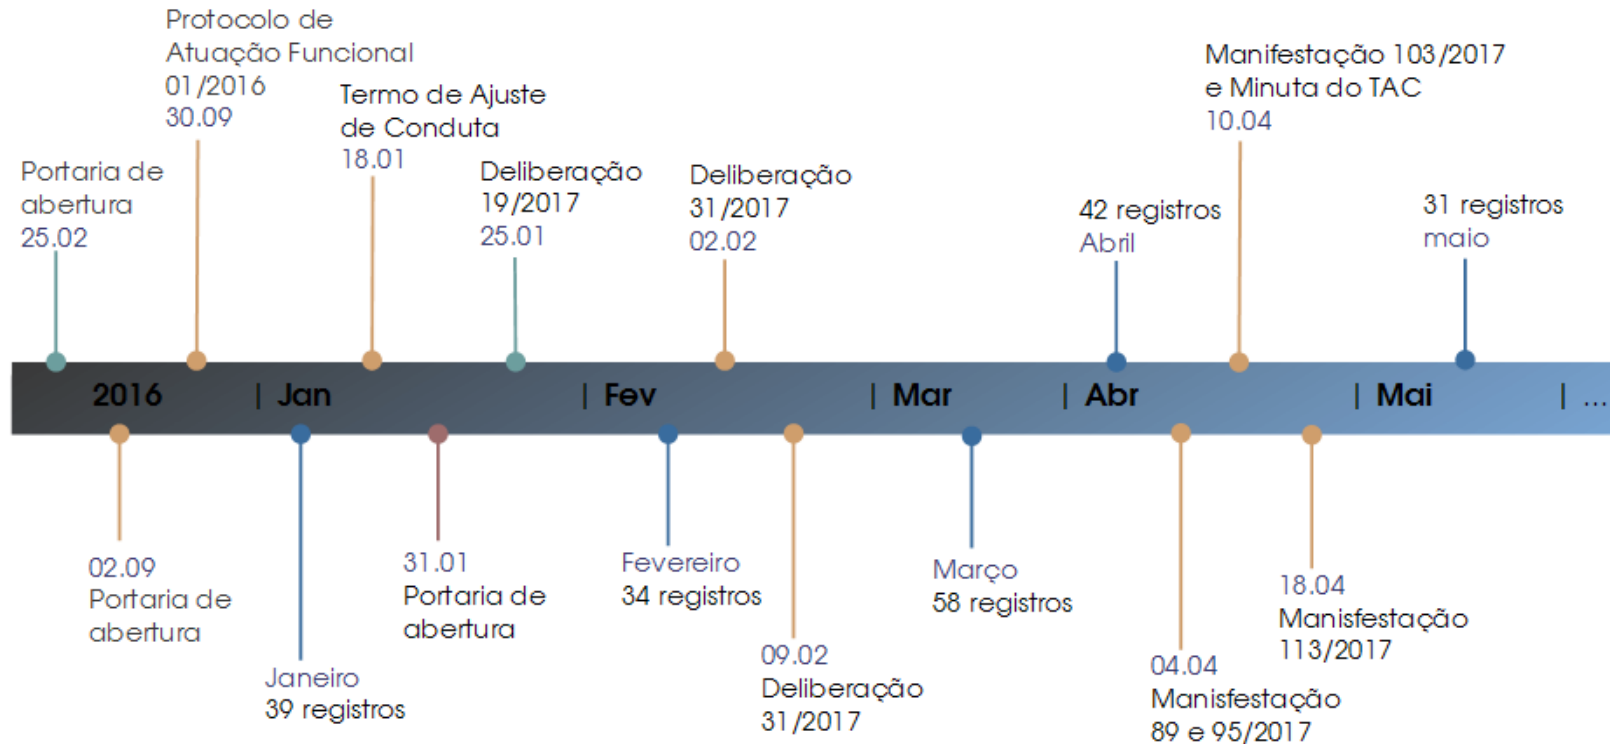 Protocolo de
Atuação Funcional
01/2016
30.09
Portaria de
abertura
25.02
Termo de Ajuste
de Conduta
18.01
Deliberação
19/2017
25.01
Deliberação
31/2017
02.02
42 registros
Abril
Manifestação 103/2017
e Minuta do TAC
10.04
31 registros
maio
2016 | Jan | Fev | Mar | Abr | Mai | ...
02.09
Portaria de
abertura
Janeiro
39 registros
31.01
Portaria de
abertura
Fevereiro
34 registros
09.02
Deliberação
31/2017
Março
58 registros
04.04
Manisfestação
89 e 95/2017
18.04
Manisfestação
113/2017